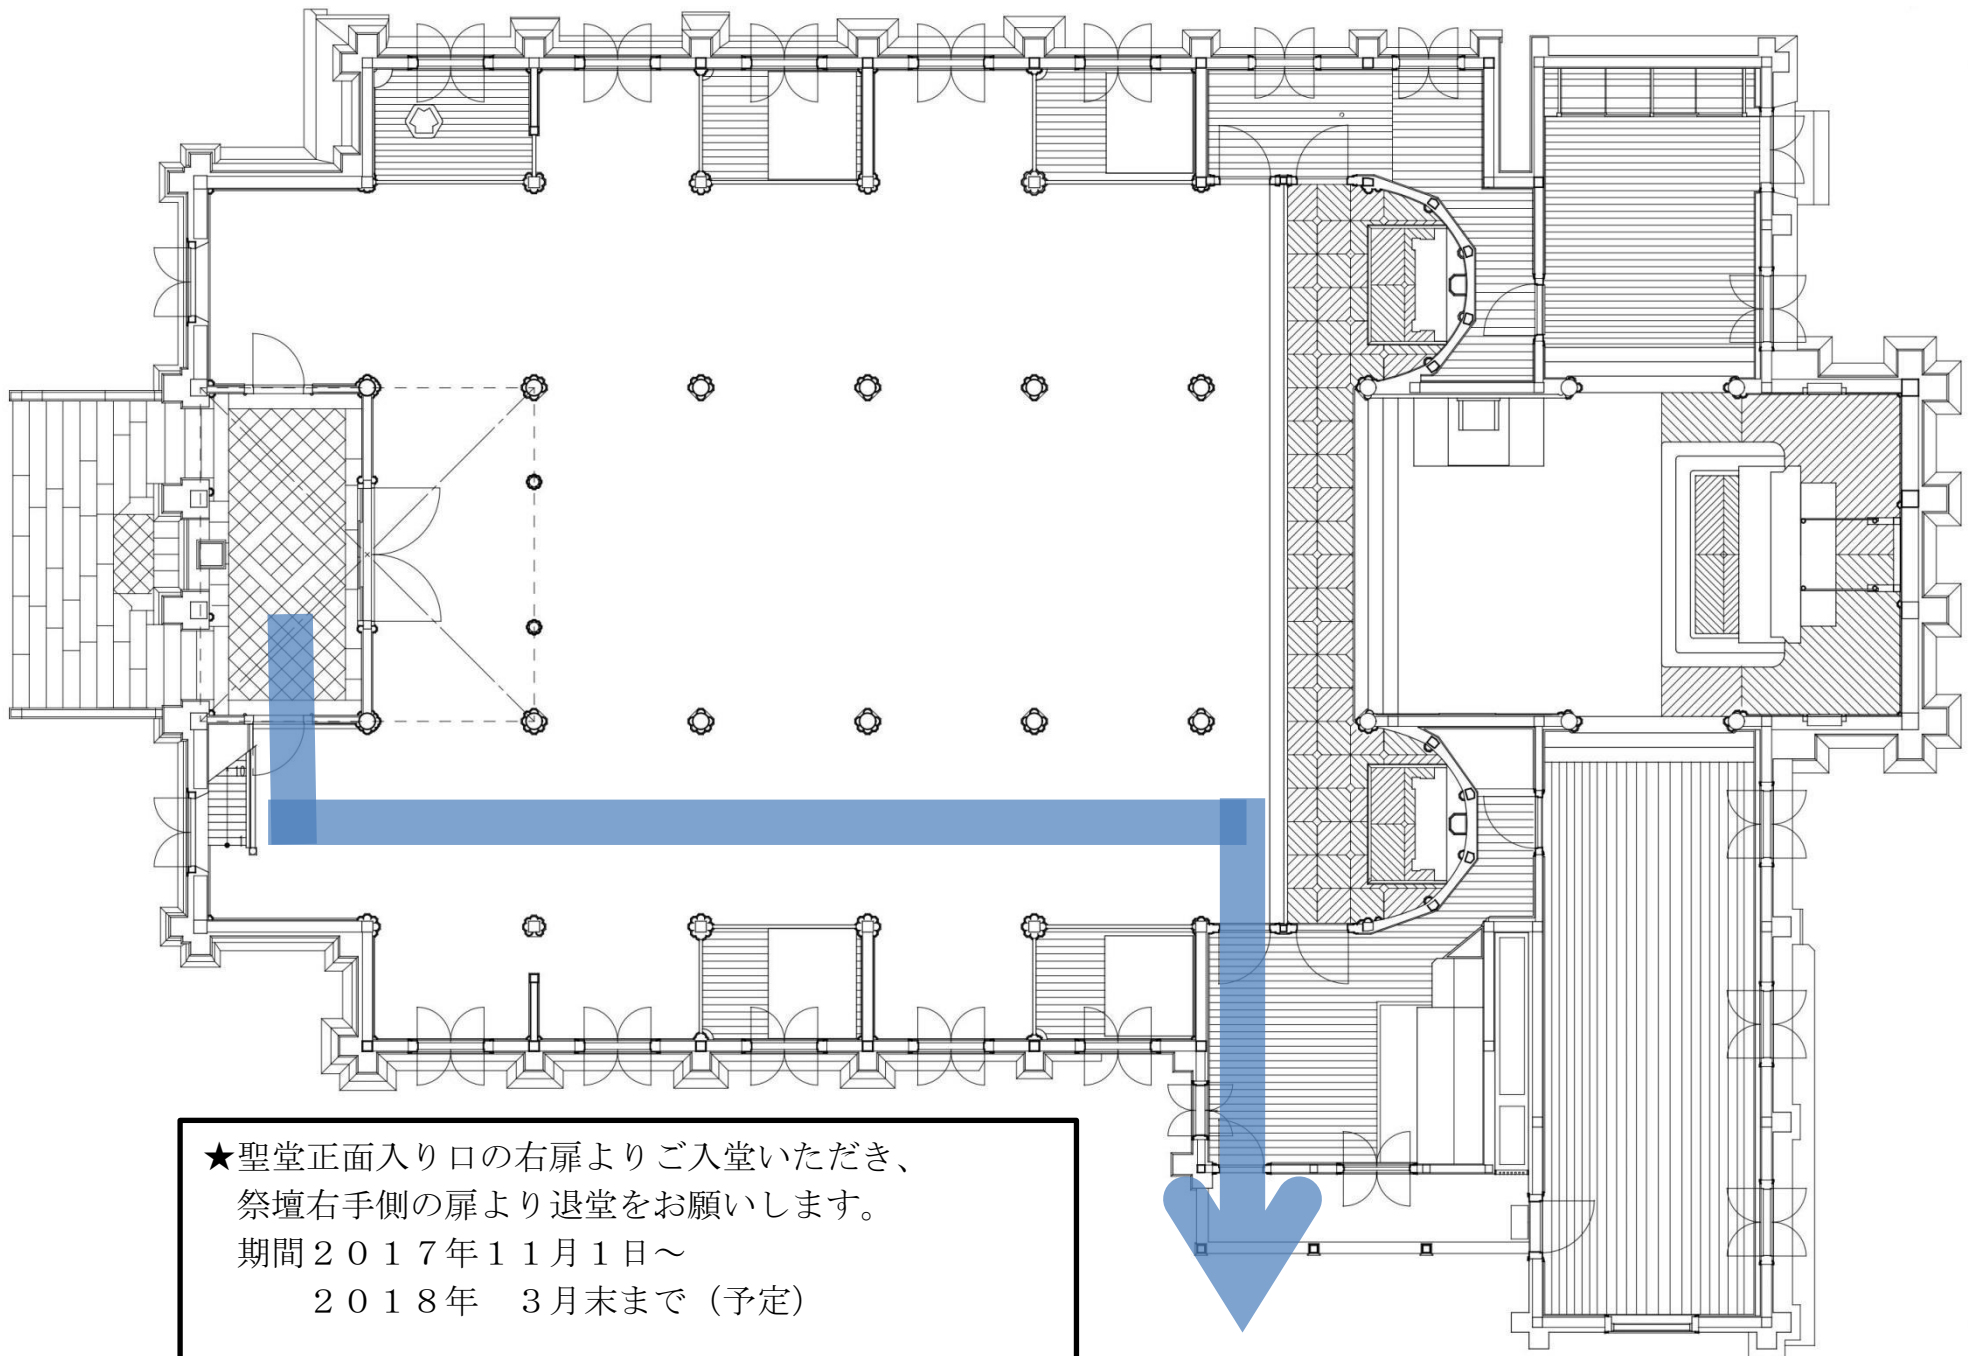 ★聖堂正面入り口の右扉よりご入堂いただき、
祭壇右手側の扉より退堂をお願いします。
期間２０１７年１１月１日～
２０１８年　３月末まで（予定）